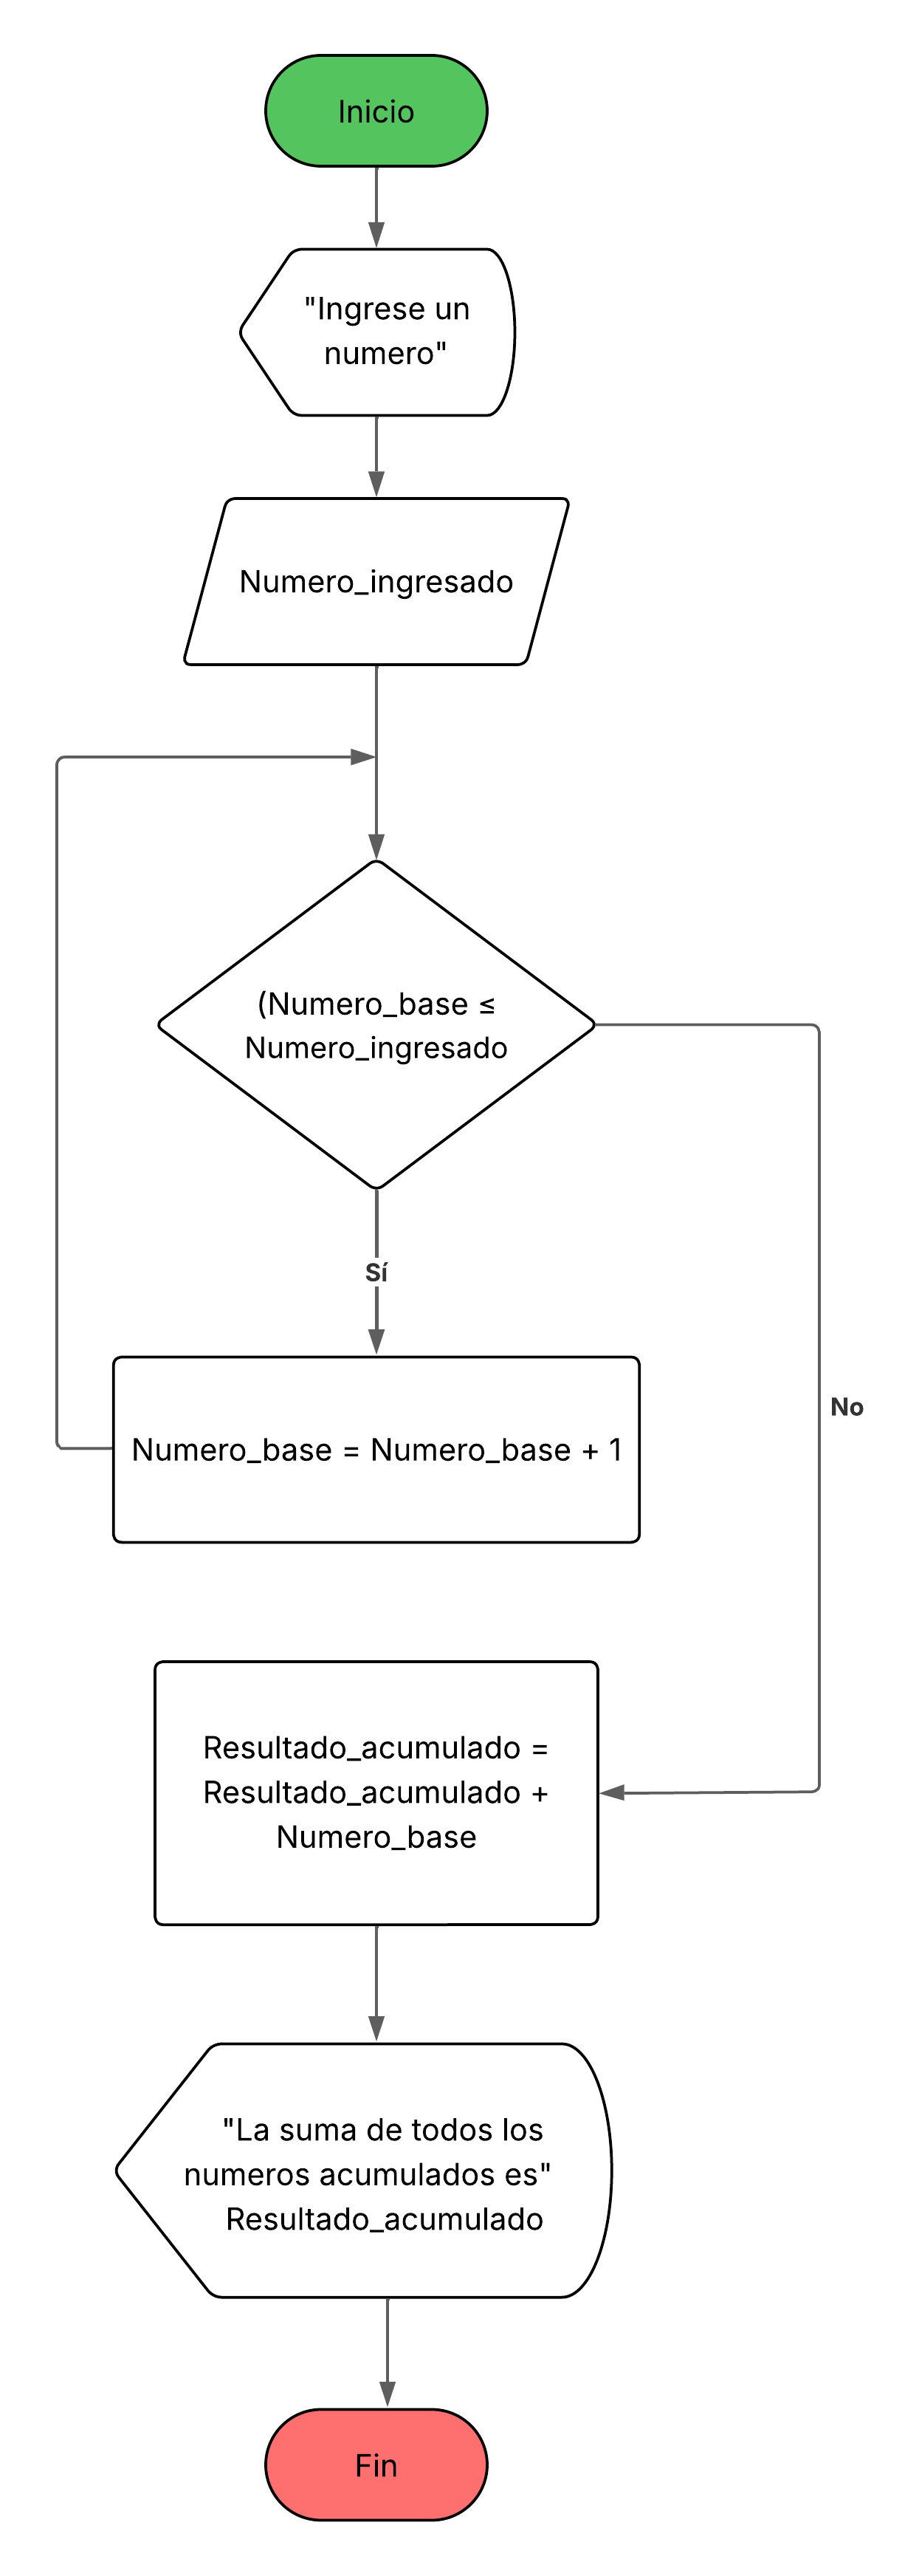 Inicio
"Ingrese un
numero"
Numero_ingresado
(Numero_base ≤
Numero_ingresado
Sí
No
Numero_base = Numero_base + 1
Resultado_acumulado =
Resultado_acumulado +
Numero_base
"La suma de todos los
numeros acumulados es"
Resultado_acumulado
Fin